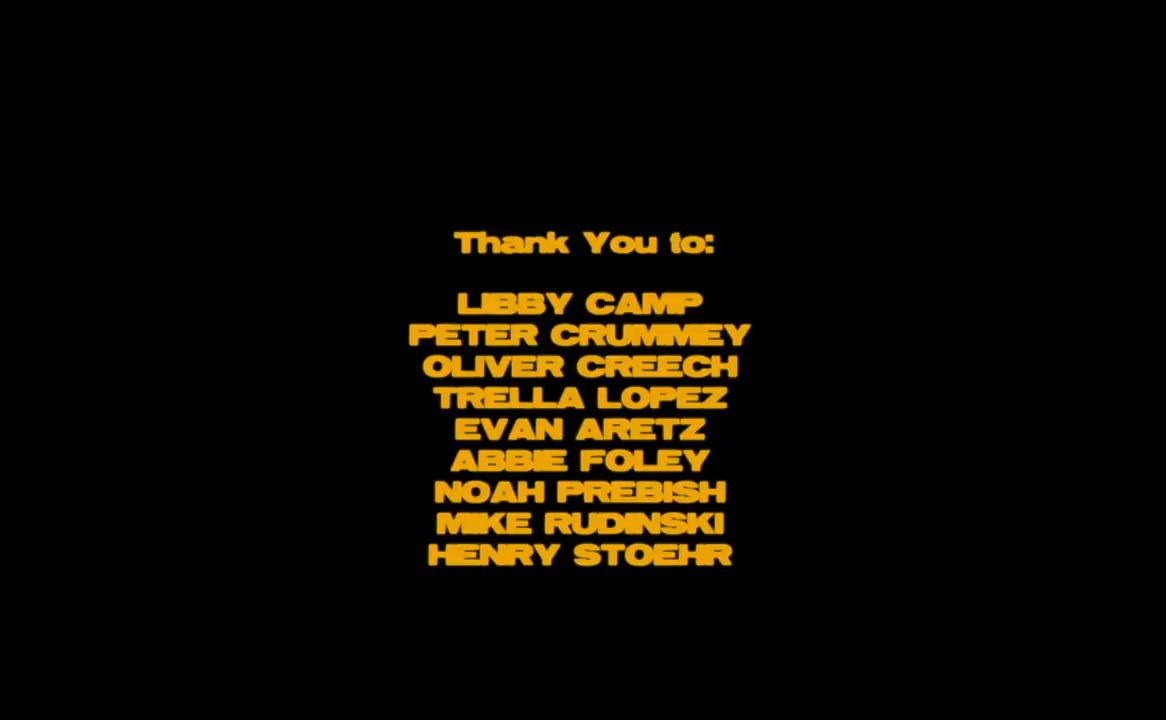 Thank You to:
LIBBY CAMP
PETER CRUMMEY
OLIVER CREECH
TRELLA LOPEZ
EVAN ARETZ
ABBIE FOLEY
NOAH PREBISH
MIKE RUDINSKI
HENRY STOEHR